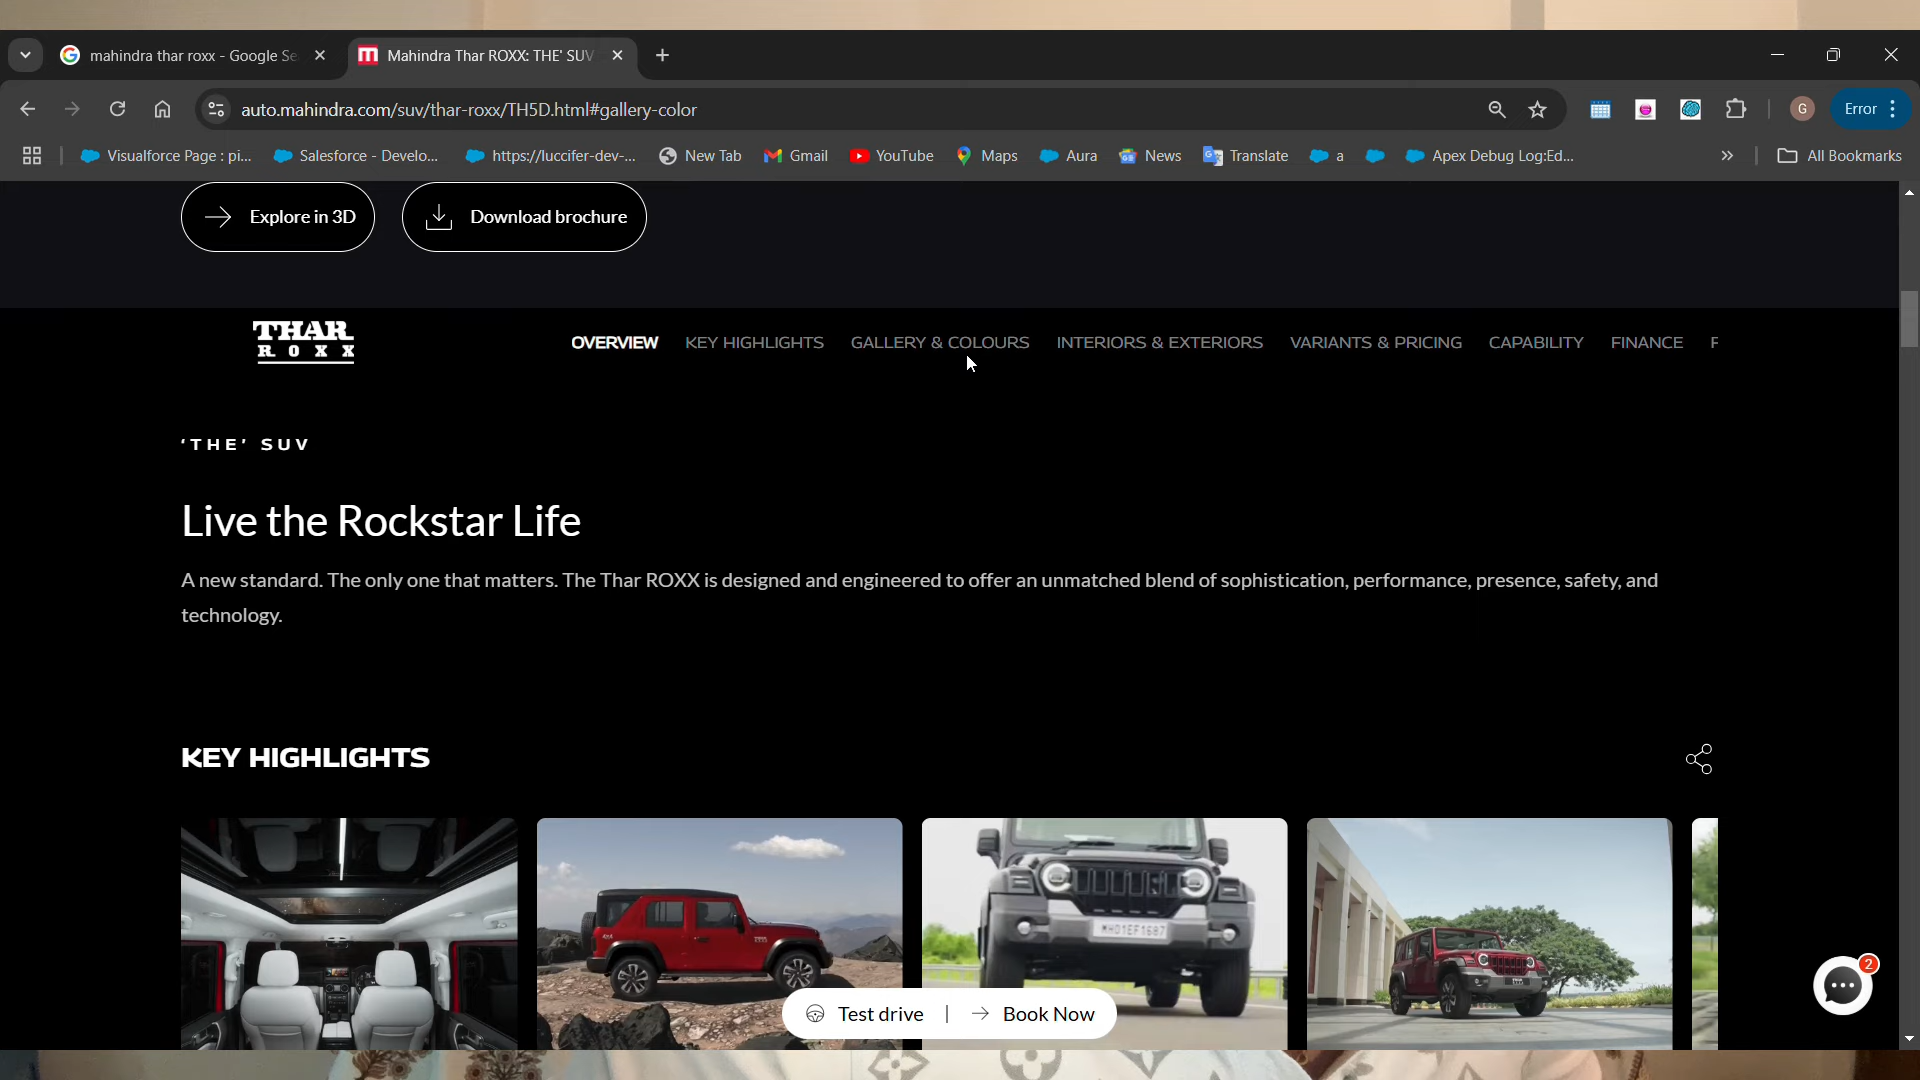 mahindra thar roxx - Google Se
Mahindra Thar ROXX: THE' SUV
auto.mahindra.com/suv/thar-roxx/TH5D.html#gallery-color
G
Error
Visualforce Page : pi...
Salesforce - Develo...
https://luccifer-dev-...
New Tab
Gmail
YouTube
Maps
Aura
News
Translate
a
Apex Debug Log:Ed...
»
All Bookmarks
Explore in 3D
Download brochure
THAR
ROXX
OVERVIEW
KEY HIGHLIGHTS
GALLERY & COLOURS
INTERIORS & EXTERIORS
VARIANTS & PRICING
CAPABILITY
FINANCE
F
'THE' SUV
Live the Rockstar Life
A new standard. The only one that matters. The Thar ROXX is designed and engineered to offer an unmatched blend of sophistication, performance, presence, safety, and
technology.
KEY HIGHLIGHTS
MH01EF1687
2
Test drive | Book Now